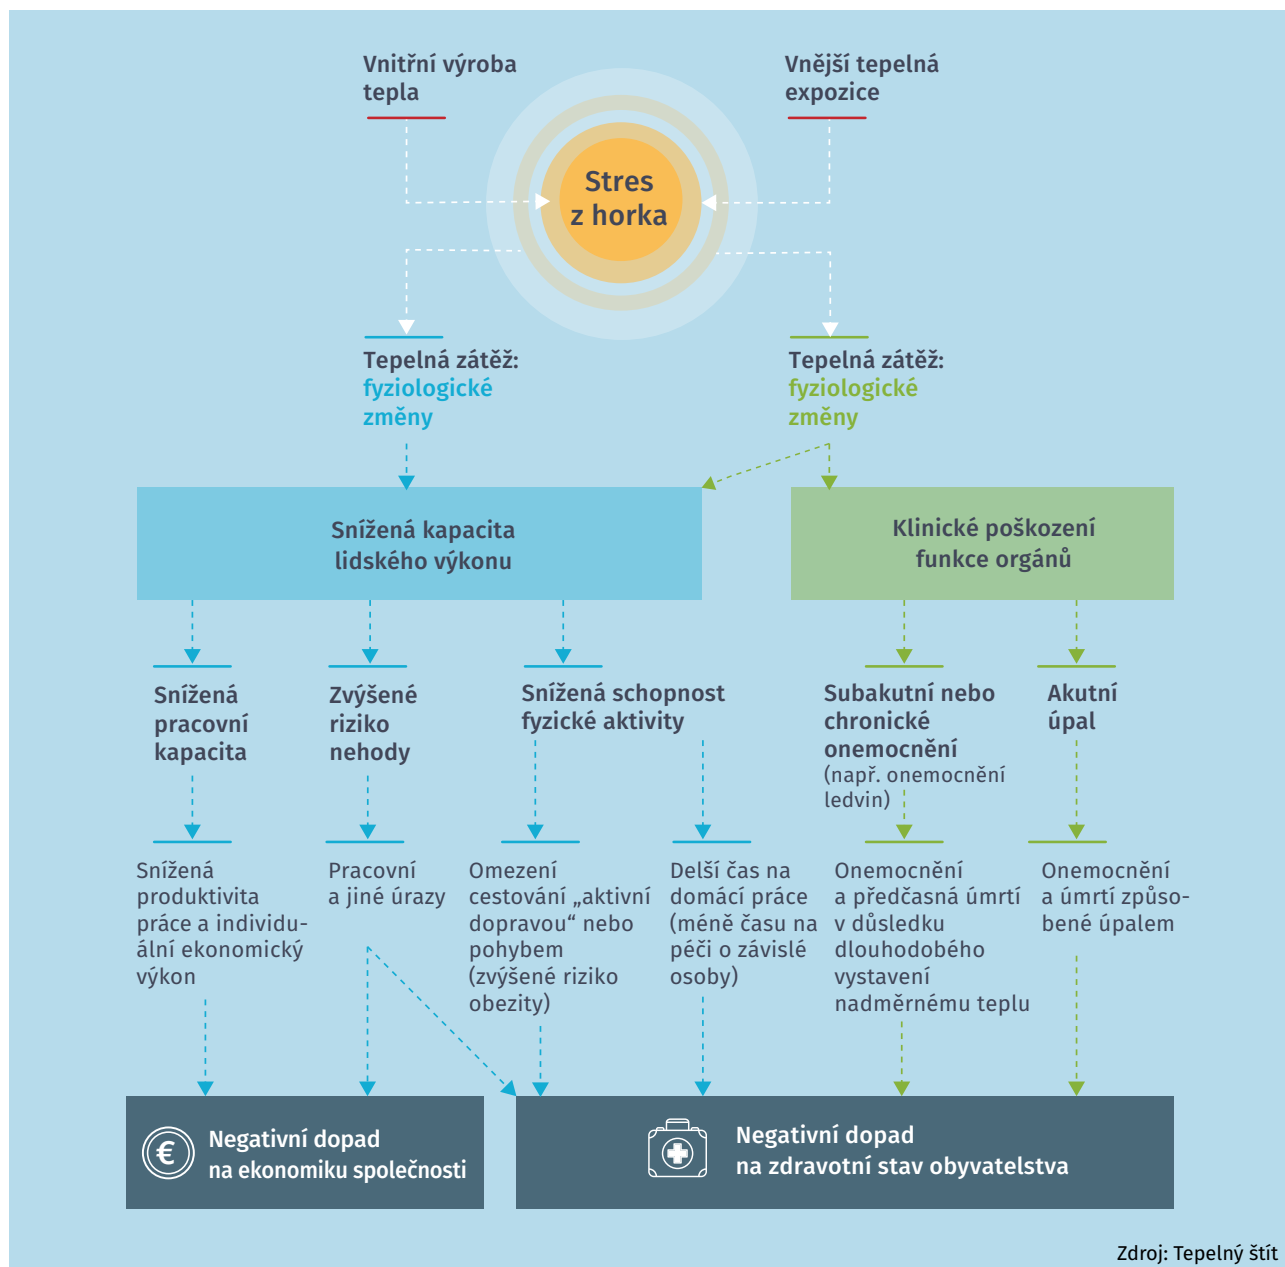 Vnitřní výroba
tepla
Vnější tepelná
expozice
Stres
z horka
Tepelná zátěž:
fyziologické
změny
Tepelná zátěž:
fyziologické
změny
Snížená kapacita
lidského výkonu
Klinické poškození
funkce orgánů
Snížená
pracovní
kapacita
Zvýšené
riziko
nehody
Snížená schopnost
fyzické aktivity
Subakutní nebo
chronické
onemocnění
(např. onemocnění
ledvin)
Akutní
úpal
Snížená
produktivita
práce a individu-
ální ekonomický
výkon
Pracovní
a jiné úrazy
Omezení
cestování „aktivní
dopravou“ nebo
pohybem
(zvýšené riziko
obezity)
Delší čas na
domácí práce
(méně času na
péči o závislé
osoby)
Onemocnění
a předčasná úmrtí
v důsledku
dlouhodobého
vystavení
nadměrnému teplu
Onemocnění
a úmrtí způso-
bené úpalem
€
Negativní dopad
na ekonomiku společnosti
Negativní dopad
na zdravotní stav obyvatelstva
Zdroj: Tepelný štít